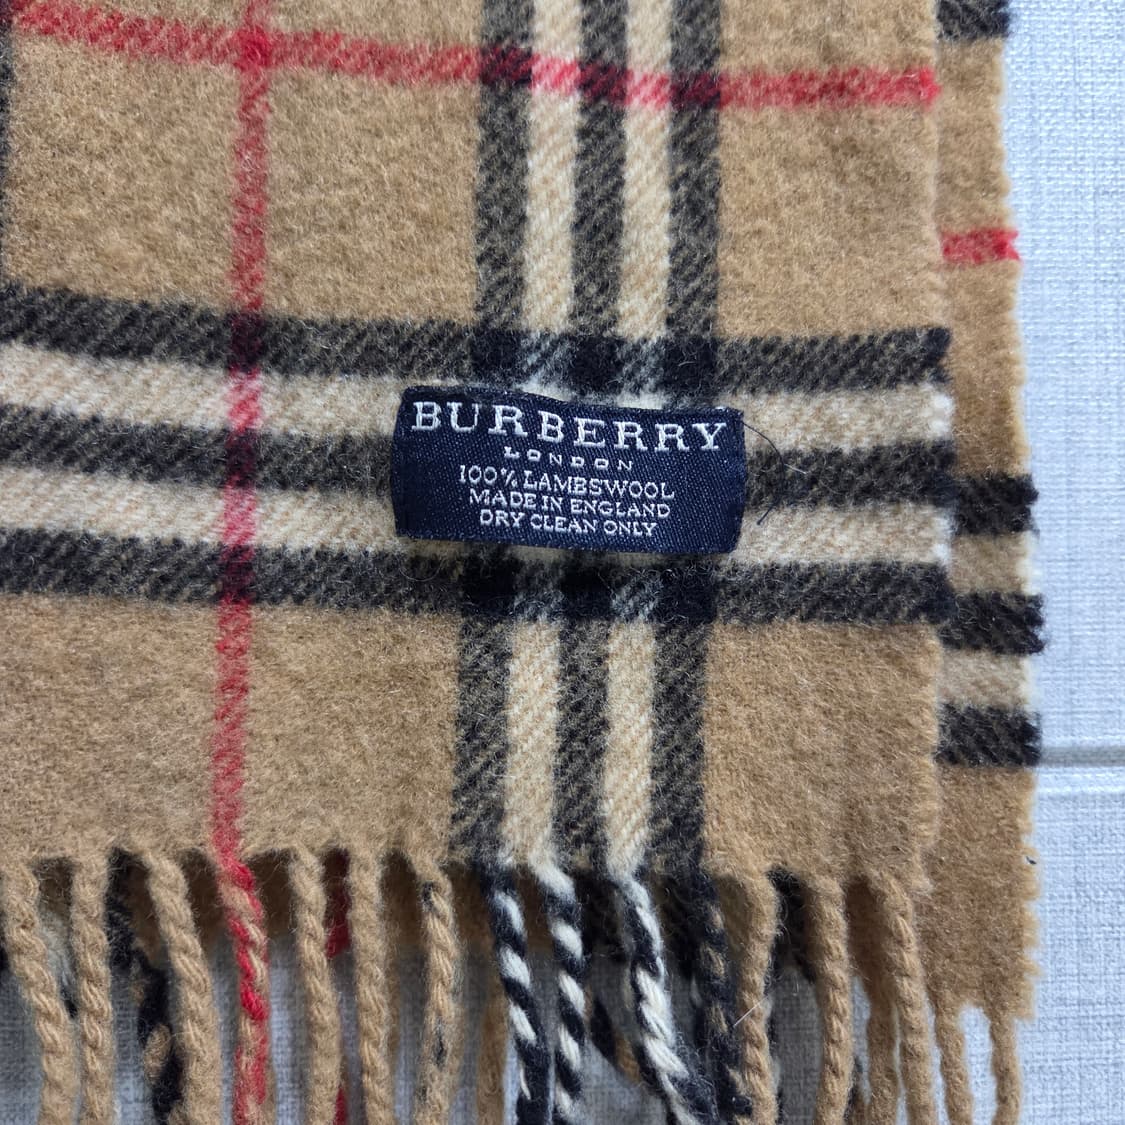 BURBERRY
LONDON
100% LAMBSWOOL
MADE IN ENGLAND
DRY CLEAN ONLY